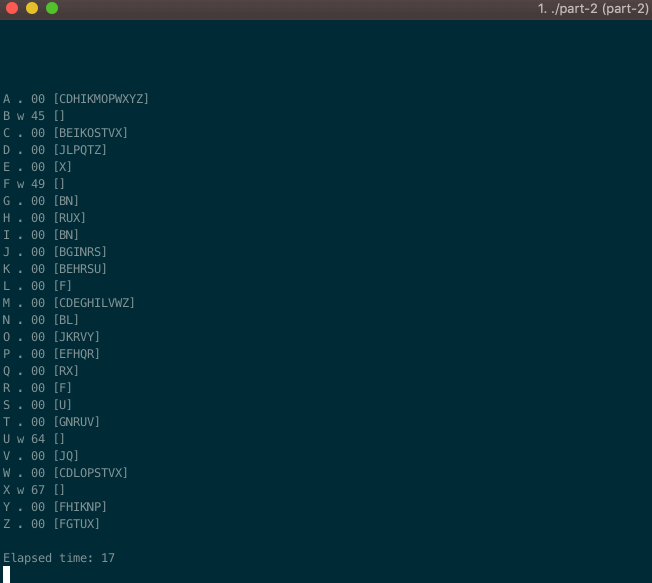 1. ./part-2 (part-2)
A . 00 [CDHIKMOPWXYZ]
B w 45 []
C . 00 [BEIKOSTVX]
D . 00 [JLPQTZ]
E . 00 [X]
F w 49 []
G . 00 [BN]
H . 00 [RUX]
I . 00 [BN]
J . 00 [BGINRS]
K . 00 [BEHRSU]
L . 00 [F]
M . 00 [CDEGHILVWZ]
N . 00 [BL]
O . 00 [JKRVY]
P . 00 [EFHQR]
Q . 00 [RX]
R . 00 [F]
S . 00 [U]
T . 00 [GNRUV]
U w 64 []
V . 00 [JQ]
W . 00 [CDLOPSTVX]
X w 67 []
Y . 00 [FHIKNP]
Z . 00 [FGTUX]
Elapsed time: 17